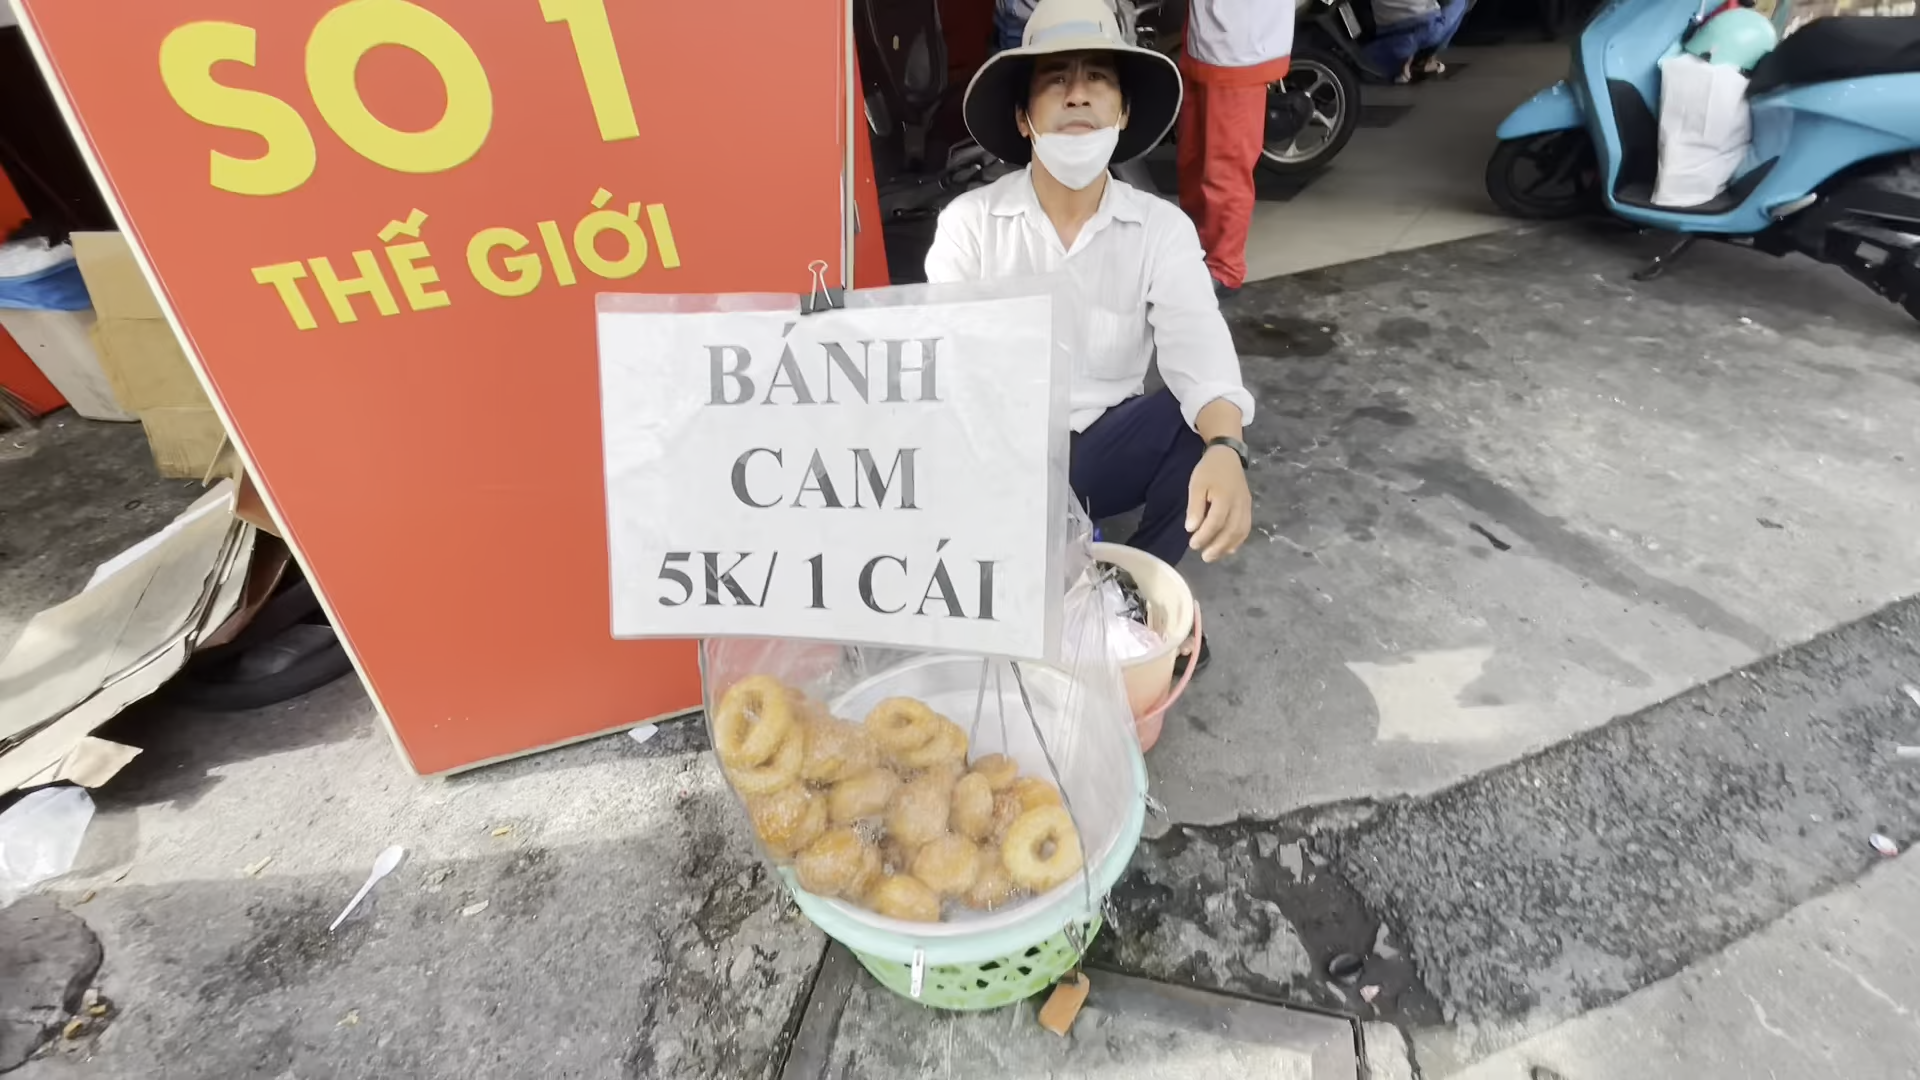 SỐ 1
THẾ GIỚI
BÁNH
CAM
5K/ 1 CÁI